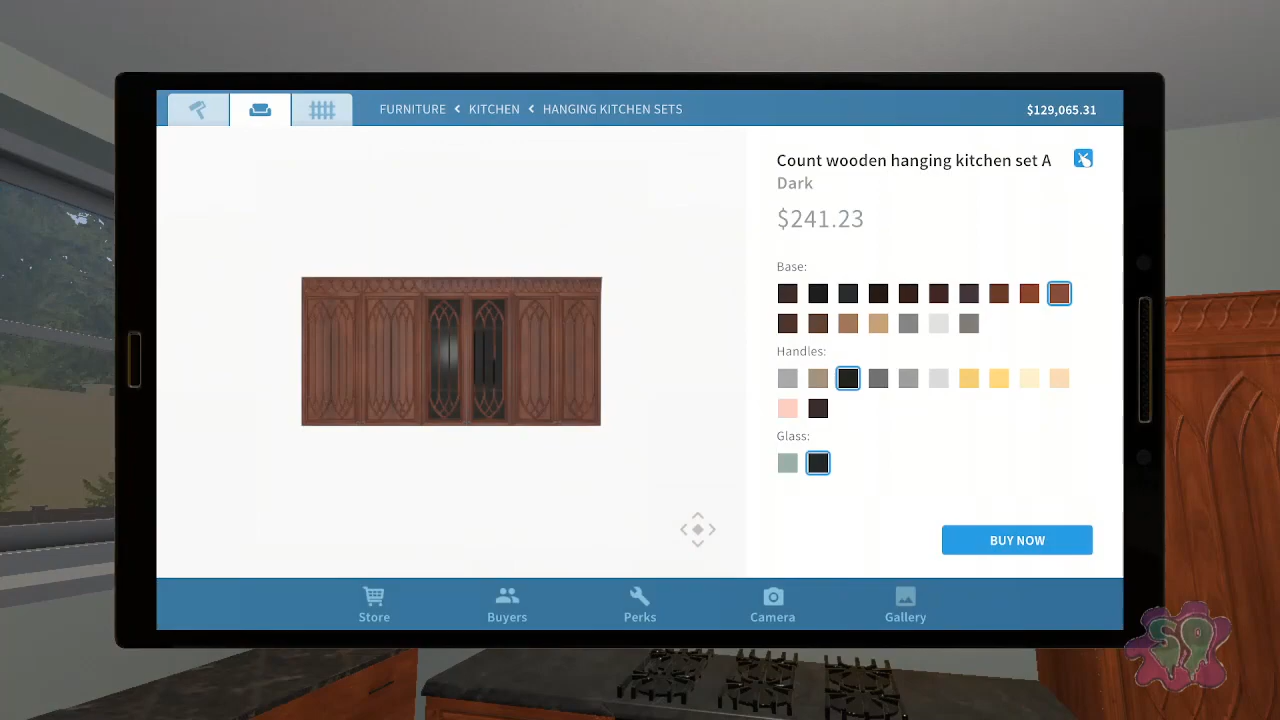 FURNITURE < KITCHEN < HANGING KITCHEN SETS
$129,065.31
Count wooden hanging kitchen set A
Dark
$241.23
Base:
Handles:
Glass:
BUY NOW
Store
Buyers
Perks
Camera
Gallery
S9